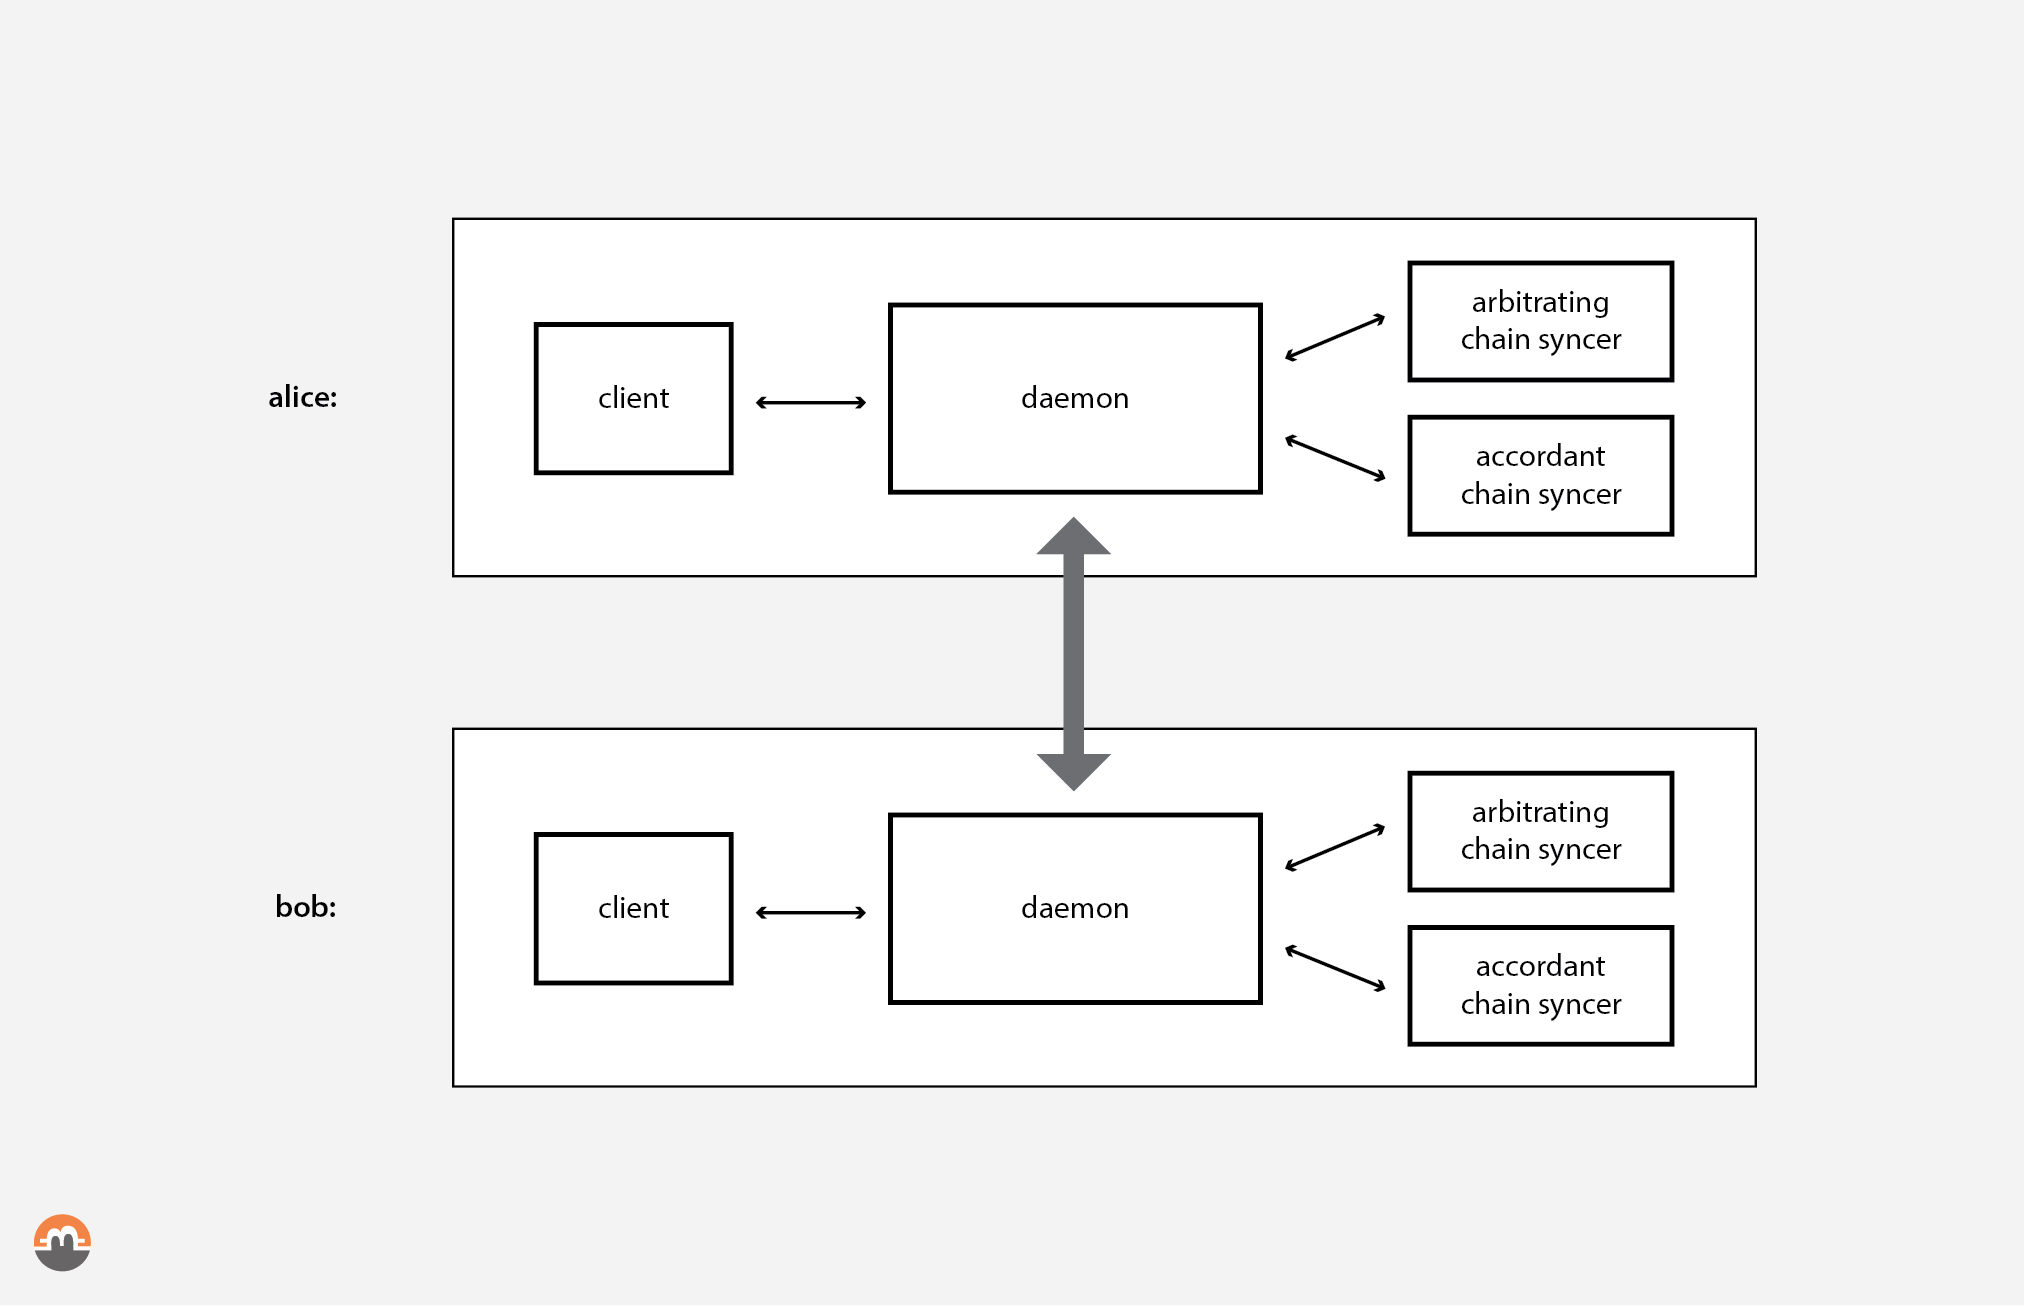 alice:
client
daemon
arbitrating
chain syncer
accordant
chain syncer
bob:
client
daemon
arbitrating
chain syncer
accordant
chain syncer